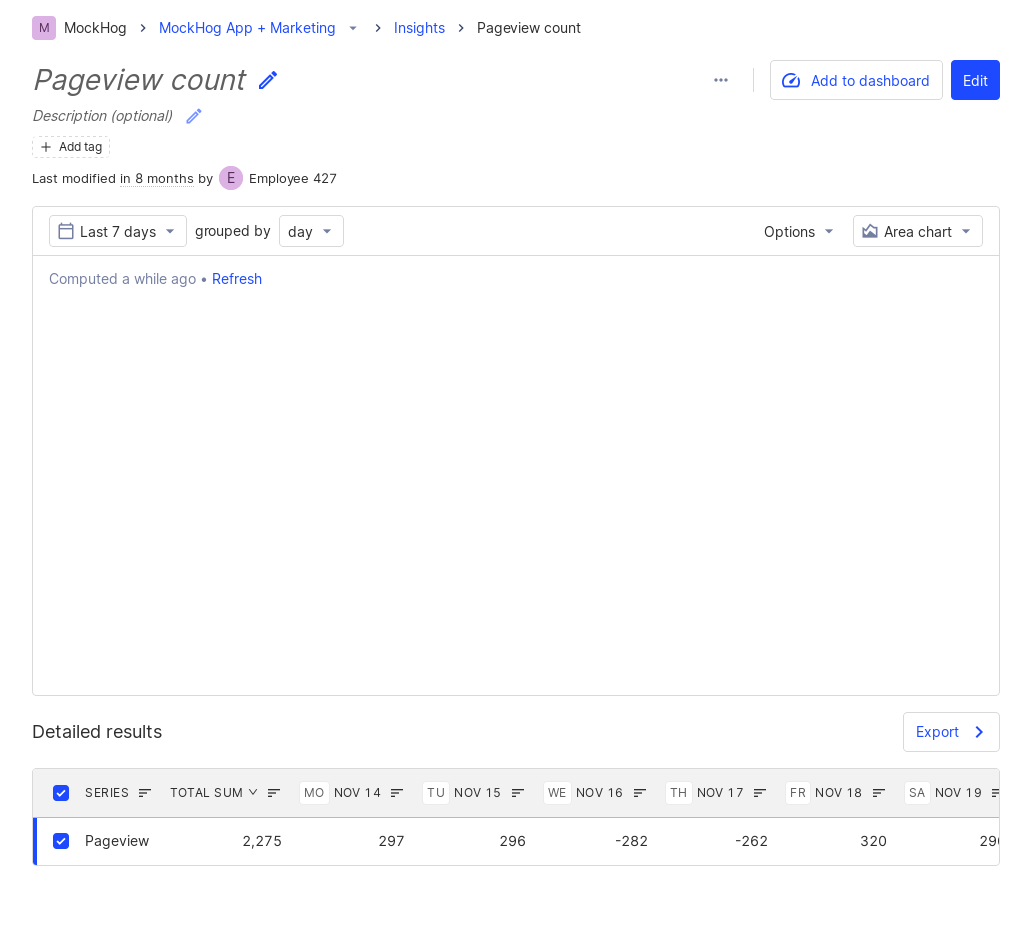 M MockHog MockHog App + Marketing Insights Pageview count
Pageview count
Add to dashboard Edit
Description (optional)
Add tag
Last modified in 8 months by E Employee 427
Last 7 days grouped by day Options Area chart
Computed a while ago • Refresh
Detailed results
Export
SERIES TOTAL SUM MO NOV 14 TU NOV 15 WE NOV 16 TH NOV 17 FR NOV 18 SA NOV 19
Pageview 2,275 297 296 -282 -262 320